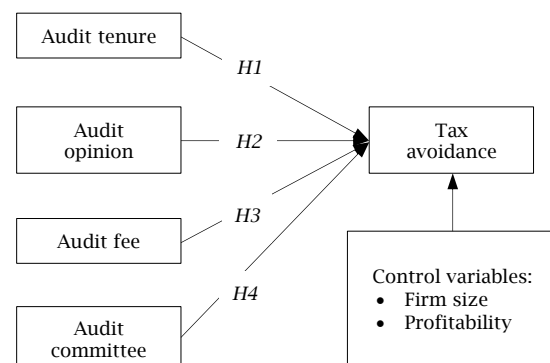 Audit tenure
H1
Audit
opinion
H2
Tax
avoidance
Audit fee
H3
H4
Audit
committee
Control variables:
• Firm size
• Profitability